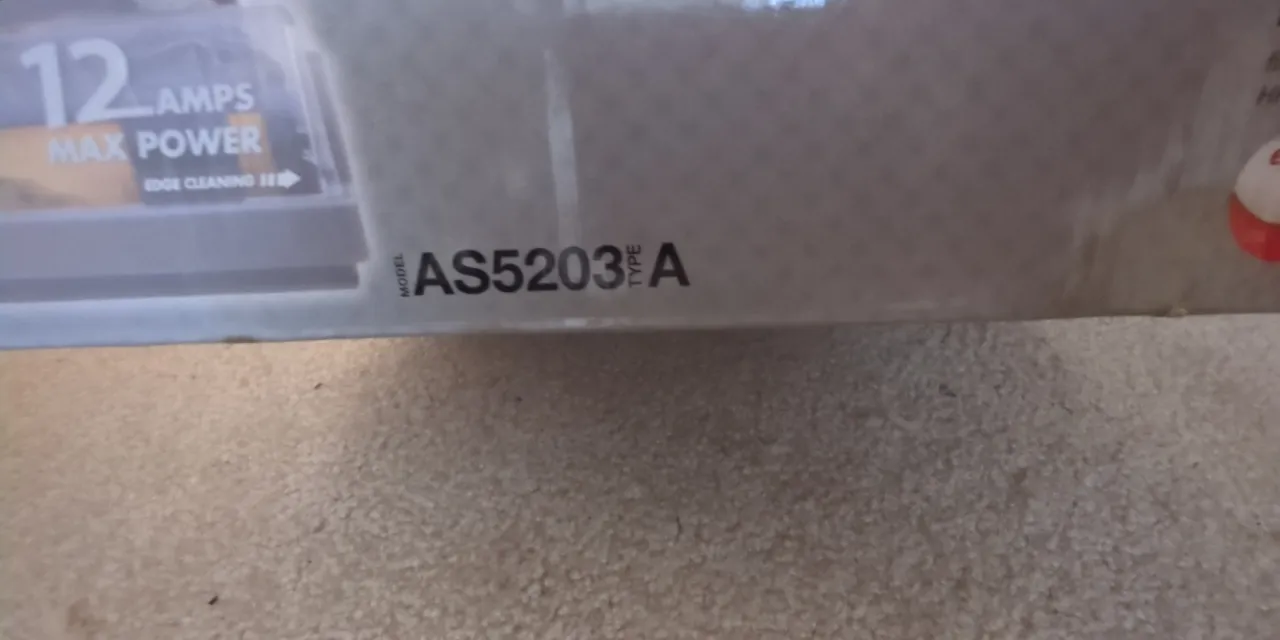 12 AMPS
MAX POWER
EDGE CLEANING
MODEL AS5203 TYPE A